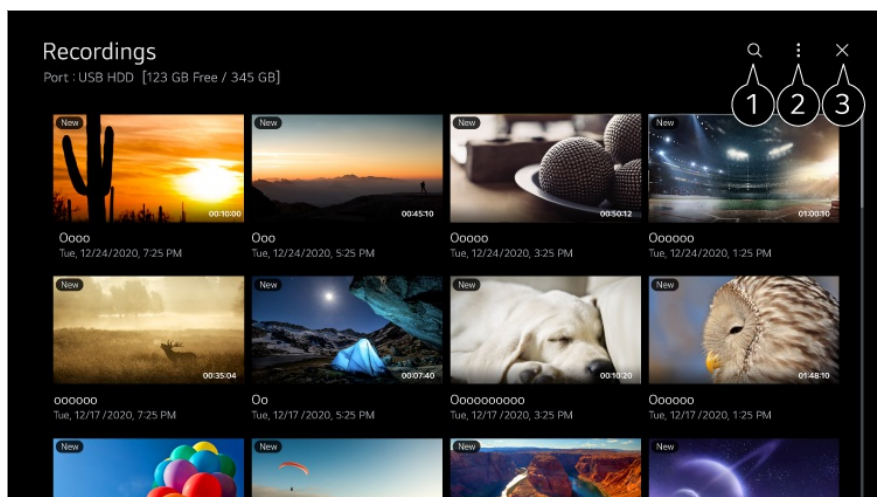 Recordings
Port : USB HDD [123 GB Free / 345 GB]
1 2 3
New New New New
00:10:00 00:45:10 00:50:12 01:00:10
Oooo Ooo Ooooo Oooooo
Tue, 12/24/2020, 7:25 PM Tue, 12/24/2020, 5:25 PM Tue, 12/24/2020, 3:25 PM Tue, 12/24/2020, 1:25 PM
New New New New
00:35:04 00:07:40 00:10:20 01:48:10
oooooo Oo Oooooooooo Oooooo
Tue, 12/17/2020, 7:25 PM Tue, 12/17/2020, 5:25 PM Tue, 12/17/2020, 3:25 PM Tue, 12/17/2020, 1:25 PM
New New New New